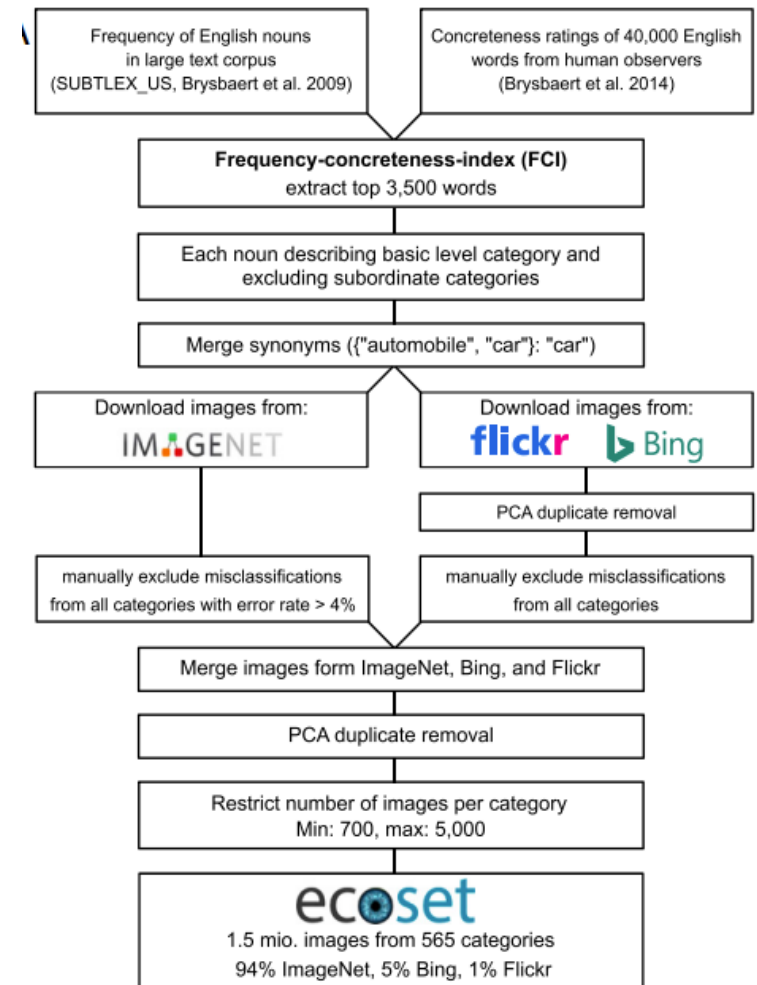 A
Frequency of English nouns
in large text corpus
(SUBTLEX_US, Brysbaert et al. 2009)
Concreteness ratings of 40,000 English
words from human observers
(Brysbaert et al. 2014)
Frequency-concreteness-index (FCI)
extract top 3,500 words
Each noun describing basic level category and
excluding subordinate categories
Merge synonyms ({"automobile", "car"}: "car")
Download images from:
IMAGENET
Download images from:
flickr
b Bing
PCA duplicate removal
manually exclude misclassifications
from all categories with error rate > 4%
manually exclude misclassifications
from all categories
Merge images form ImageNet, Bing, and Flickr
PCA duplicate removal
Restrict number of images per category
Min: 700, max: 5,000
ecoset
1.5 mio. images from 565 categories
94% ImageNet, 5% Bing, 1% Flickr